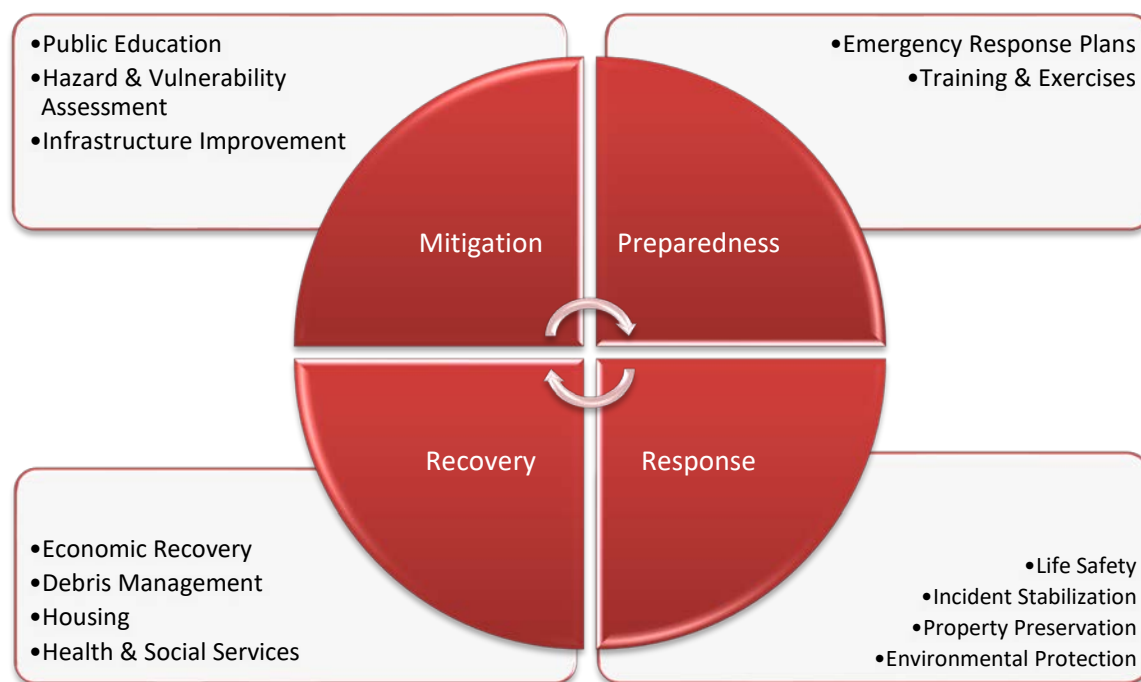 •Public Education
•Hazard & Vulnerability
Assessment
•Infrastructure Improvement
•Emergency Response Plans
•Training & Exercises
Mitigation
Preparedness
Recovery
Response
•Economic Recovery
•Debris Management
•Housing
•Health & Social Services
•Life Safety
•Incident Stabilization
•Property Preservation
•Environmental Protection